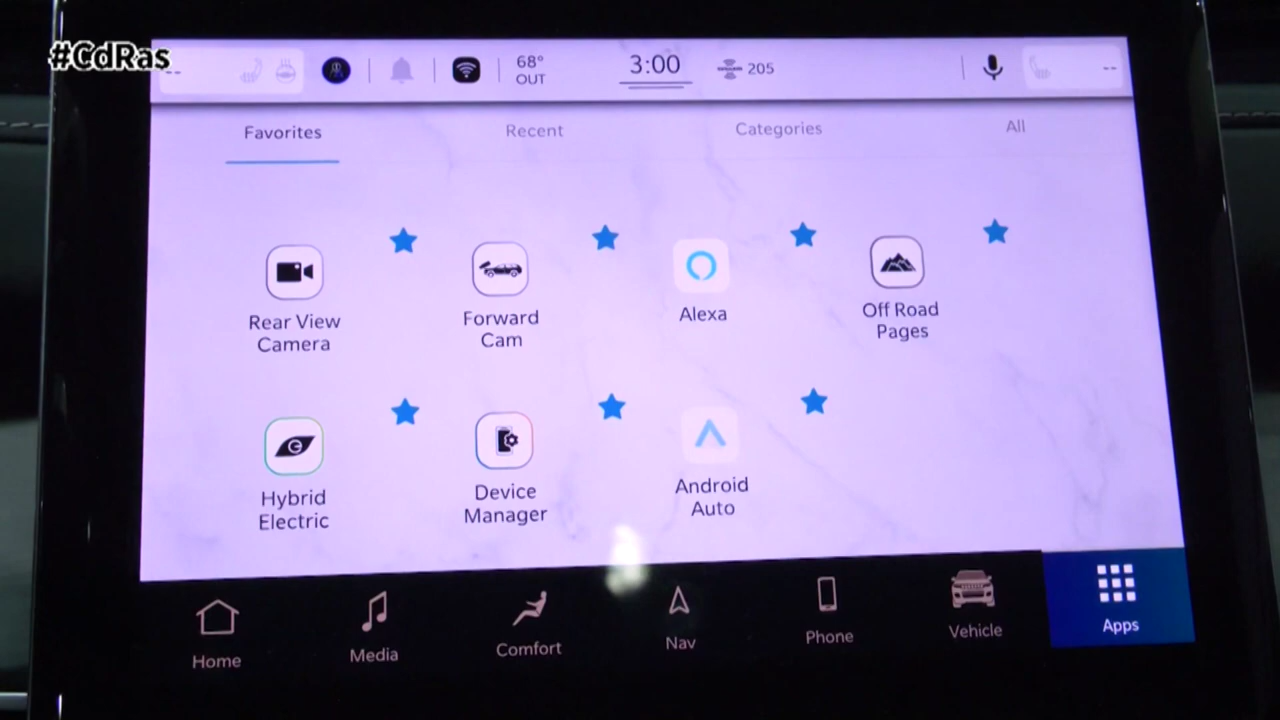 #CdRas
--
68°
OUT
3:00
205
--
Favorites
Recent
Categories
All
Rear View
Camera
Forward
Cam
Alexa
Off Road
Pages
Hybrid
Electric
Device
Manager
Android
Auto
Home
Media
Comfort
Nav
Phone
Vehicle
Apps